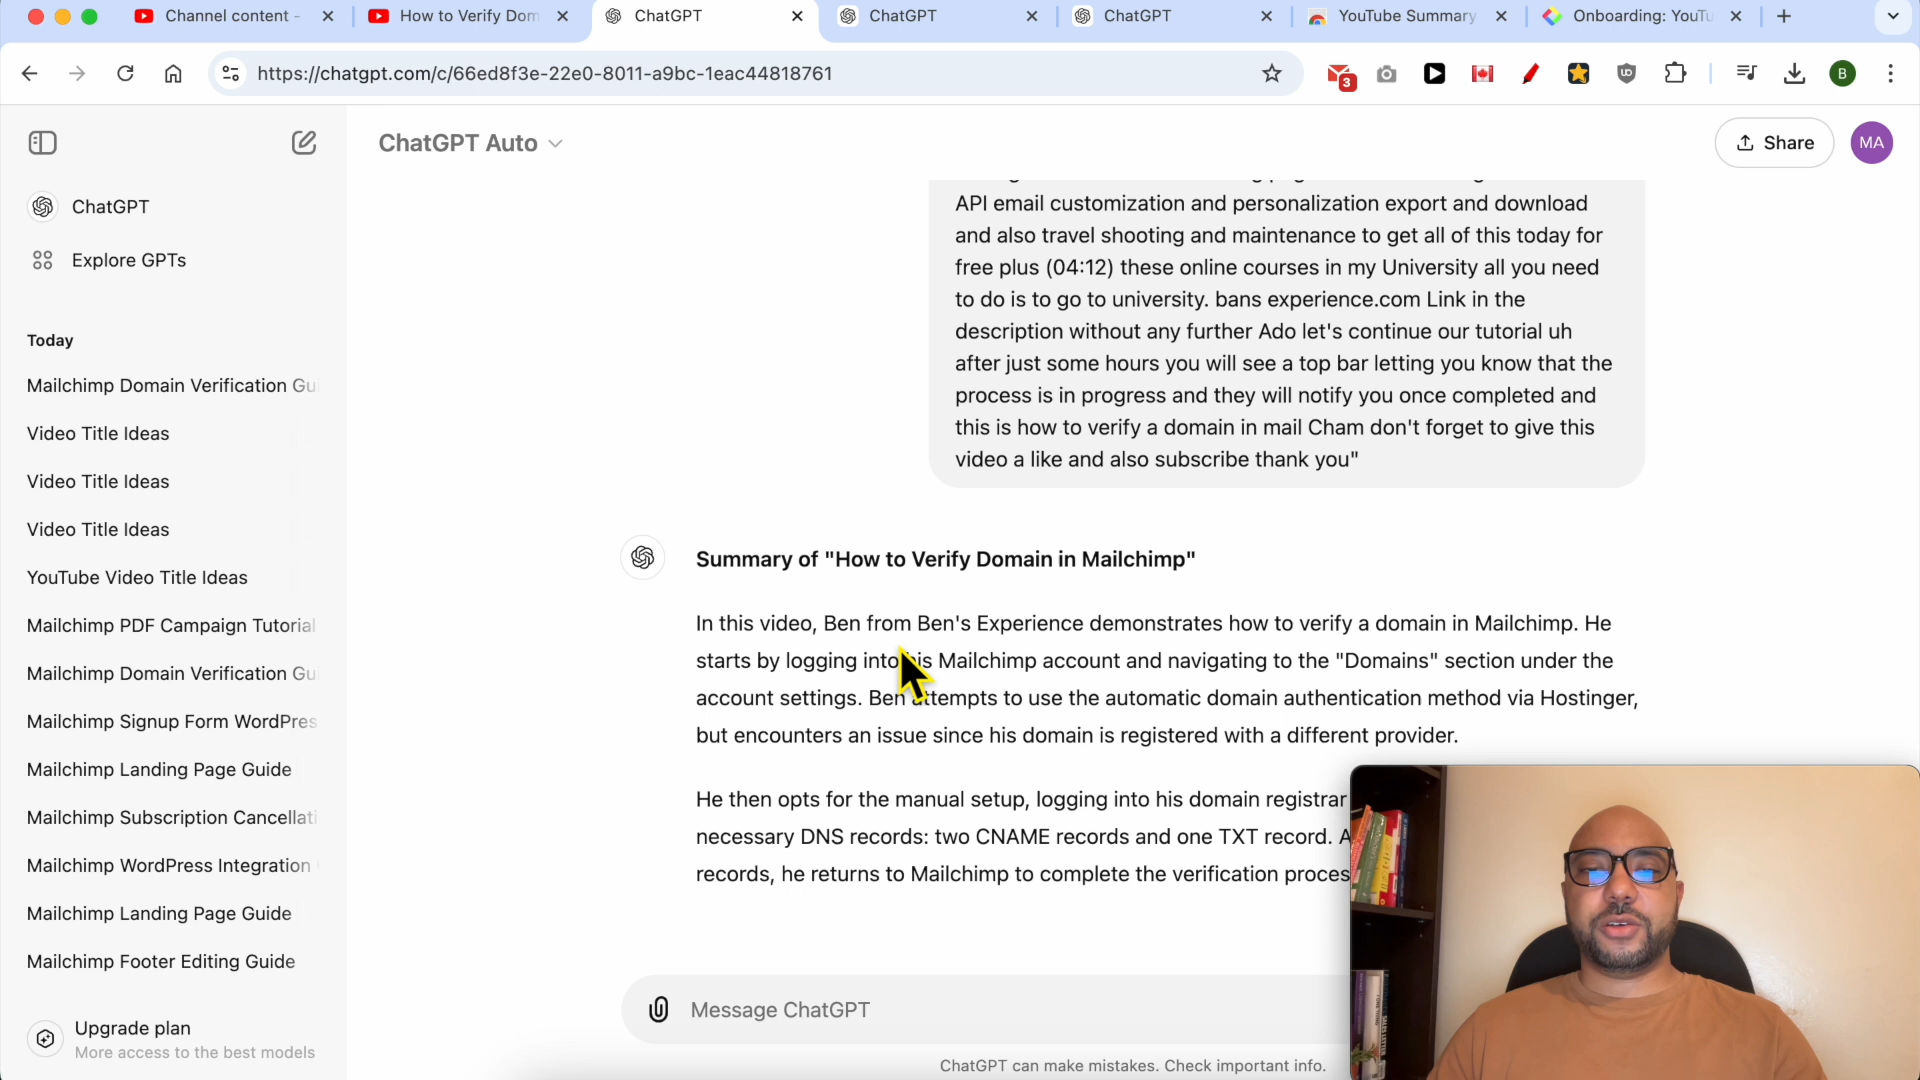 Channel content -
How to Verify Dom
ChatGPT
ChatGPT
ChatGPT
YouTube Summary
Onboarding: YouTu
https://chatgpt.com/c/66ed8f3e-22e0-8011-a9bc-1eac44818761
3
B
ChatGPT Auto
Share
MA
ChatGPT
Explore GPTs
Today
Mailchimp Domain Verification Gu
Video Title Ideas
Video Title Ideas
Video Title Ideas
YouTube Video Title Ideas
Mailchimp PDF Campaign Tutorial
Mailchimp Domain Verification Gu
Mailchimp Signup Form WordPres
Mailchimp Landing Page Guide
Mailchimp Subscription Cancellati
Mailchimp WordPress Integration
Mailchimp Landing Page Guide
Mailchimp Footer Editing Guide
Upgrade plan
More access to the best models
API email customization and personalization export and download
and also travel shooting and maintenance to get all of this today for
free plus (04:12) these online courses in my University all you need
to do is to go to university. bans experience.com Link in the
description without any further Ado let's continue our tutorial uh
after just some hours you will see a top bar letting you know that the
process is in progress and they will notify you once completed and
this is how to verify a domain in mail Cham don't forget to give this
video a like and also subscribe thank you"
Summary of "How to Verify Domain in Mailchimp"
In this video, Ben from Ben's Experience demonstrates how to verify a domain in Mailchimp. He
starts by logging into his Mailchimp account and navigating to the "Domains" section under the
account settings. Ben attempts to use the automatic domain authentication method via Hostinger,
but encounters an issue since his domain is registered with a different provider.
He then opts for the manual setup, logging into his domain registrar
necessary DNS records: two CNAME records and one TXT record. A
records, he returns to Mailchimp to complete the verification proces
Message ChatGPT
ChatGPT can make mistakes. Check important info.